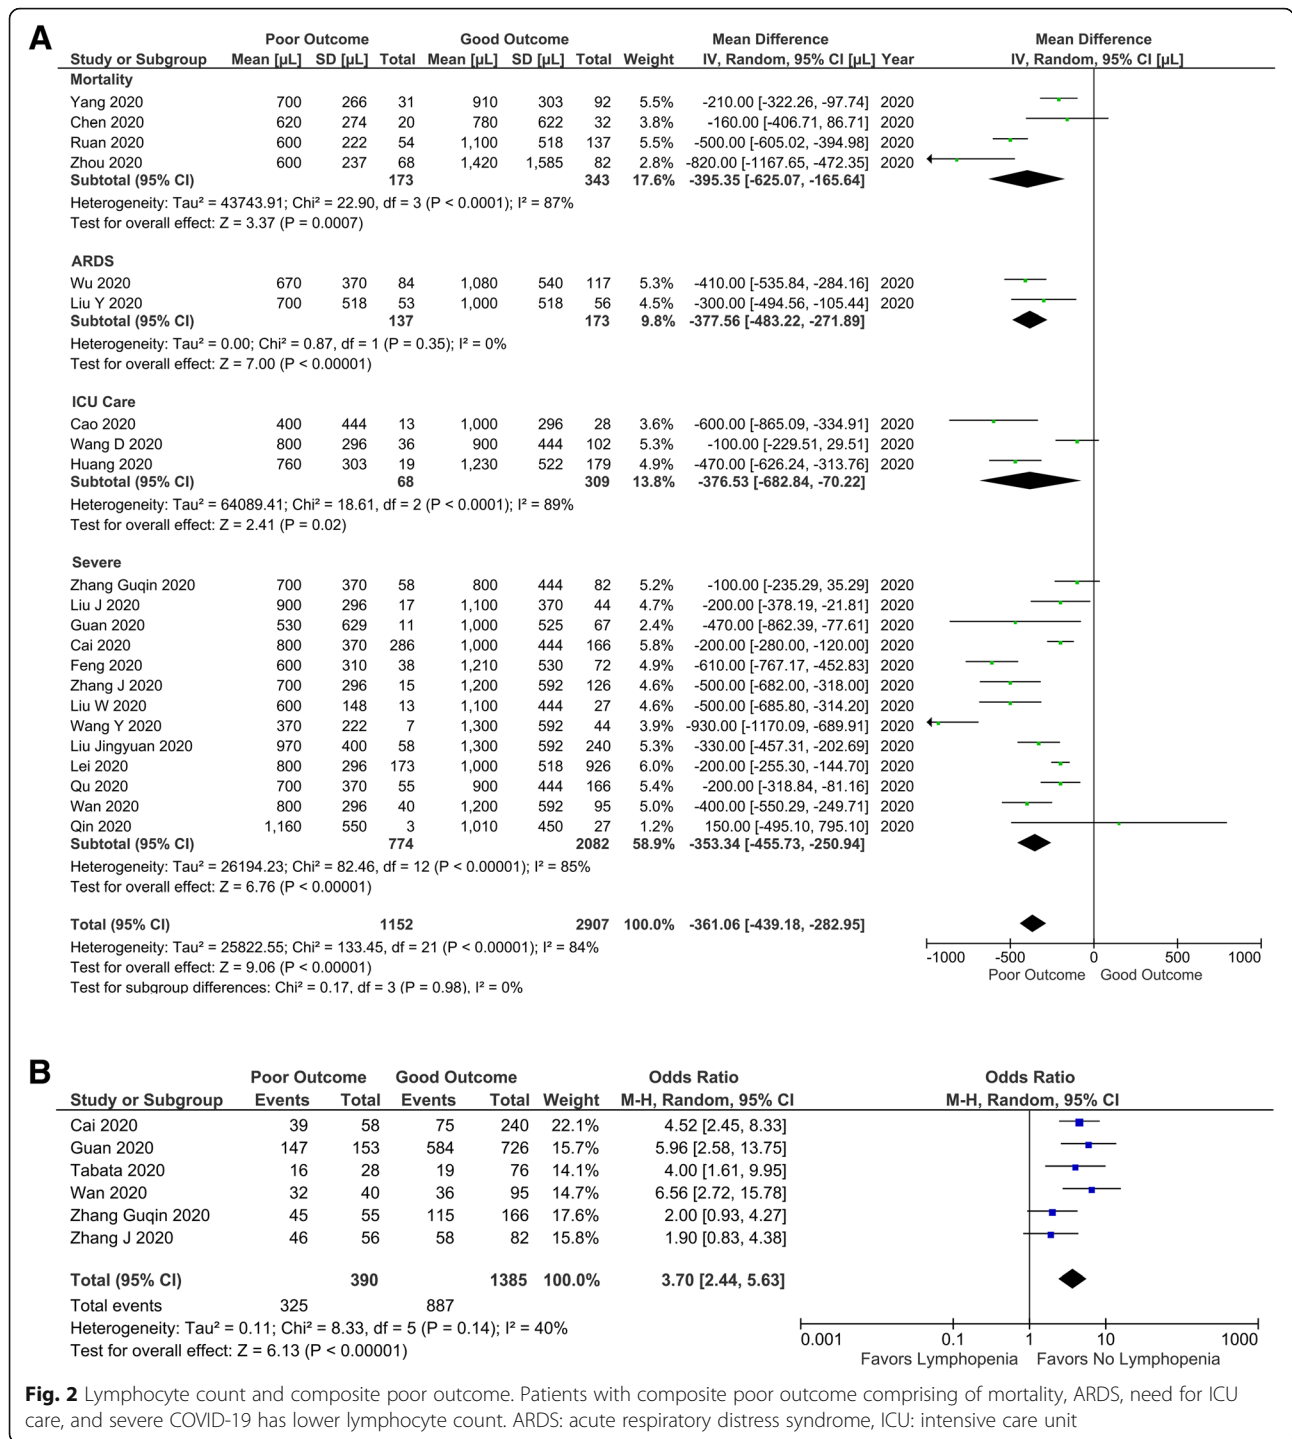 A
Poor Outcome Good Outcome Mean Difference Mean Difference
Study or Subgroup Mean [µL] SD [µL] Total Mean [µL] SD [µL] Total Weight IV, Random, 95% CI [µL] Year IV, Random, 95% CI [µL]
Mortality
Yang 2020 700 266 31 910 303 92 5.5% -210.00 [-322.26, -97.74] 2020
Chen 2020 620 274 20 780 622 32 3.8% -160.00 [-406.71, 86.71] 2020
Ruan 2020 600 222 54 1,100 518 137 5.5% -500.00 [-605.02, -394.98] 2020
Zhou 2020 600 237 68 1,420 1,585 82 2.8% -820.00 [-1167.65, -472.35] 2020
Subtotal (95% CI) 173 343 17.6% -395.35 [-625.07, -165.64]
Heterogeneity: Tau² = 43743.91; Chi² = 22.90, df = 3 (P < 0.0001); I² = 87%
Test for overall effect: Z = 3.37 (P = 0.0007)
ARDS
Wu 2020 670 370 84 1,080 540 117 5.3% -410.00 [-535.84, -284.16] 2020
Liu Y 2020 700 518 53 1,000 518 56 4.5% -300.00 [-494.56, -105.44] 2020
Subtotal (95% CI) 137 173 9.8% -377.56 [-483.22, -271.89]
Heterogeneity: Tau² = 0.00; Chi² = 0.87, df = 1 (P = 0.35); I² = 0%
Test for overall effect: Z = 7.00 (P < 0.00001)
ICU Care
Cao 2020 400 444 13 1,000 296 28 3.6% -600.00 [-865.09, -334.91] 2020
Wang D 2020 800 296 36 900 444 102 5.3% -100.00 [-229.51, 29.51] 2020
Huang 2020 760 303 19 1,230 522 179 4.9% -470.00 [-626.24, -313.76] 2020
Subtotal (95% CI) 68 309 13.8% -376.53 [-682.84, -70.22]
Heterogeneity: Tau² = 64089.41; Chi² = 18.61, df = 2 (P < 0.0001); I² = 89%
Test for overall effect: Z = 2.41 (P = 0.02)
Severe
Zhang Guqin 2020 700 370 58 800 444 82 5.2% -100.00 [-235.29, 35.29] 2020
Liu J 2020 900 296 17 1,100 370 44 4.7% -200.00 [-378.19, -21.81] 2020
Guan 2020 530 629 11 1,000 525 67 2.4% -470.00 [-862.39, -77.61] 2020
Cai 2020 800 370 286 1,000 444 166 5.8% -200.00 [-280.00, -120.00] 2020
Feng 2020 600 310 38 1,210 530 72 4.9% -610.00 [-767.17, -452.83] 2020
Zhang J 2020 700 296 15 1,200 592 126 4.6% -500.00 [-682.00, -318.00] 2020
Liu W 2020 600 148 13 1,100 444 27 4.6% -500.00 [-685.80, -314.20] 2020
Wang Y 2020 370 222 7 1,300 592 44 3.9% -930.00 [-1170.09, -689.91] 2020
Liu Jingyuan 2020 970 400 58 1,300 592 240 5.3% -330.00 [-457.31, -202.69] 2020
Lei 2020 800 296 173 1,000 518 926 6.0% -200.00 [-255.30, -144.70] 2020
Qu 2020 700 370 55 900 444 166 5.4% -200.00 [-318.84, -81.16] 2020
Wan 2020 800 296 40 1,200 592 95 5.0% -400.00 [-550.29, -249.71] 2020
Qin 2020 1,160 550 3 1,010 450 27 1.2% 150.00 [-495.10, 795.10] 2020
Subtotal (95% CI) 774 2082 58.9% -353.34 [-455.73, -250.94]
Heterogeneity: Tau² = 26194.23; Chi² = 82.46, df = 12 (P < 0.00001); I² = 85%
Test for overall effect: Z = 6.76 (P < 0.00001)
Total (95% CI) 1152 2907 100.0% -361.06 [-439.18, -282.95]
Heterogeneity: Tau² = 25822.55; Chi² = 133.45, df = 21 (P < 0.00001); I² = 84%
Test for overall effect: Z = 9.06 (P < 0.00001)
Test for subgroup differences: Chi² = 0.17, df = 3 (P = 0.98), I² = 0%
-1000 -500 0 500 1000
Poor Outcome Good Outcome
B
Poor Outcome Good Outcome Odds Ratio Odds Ratio
Study or Subgroup Events Total Events Total Weight M-H, Random, 95% CI M-H, Random, 95% CI
Cai 2020 39 58 75 240 22.1% 4.52 [2.45, 8.33]
Guan 2020 147 153 584 726 15.7% 5.96 [2.58, 13.75]
Tabata 2020 16 28 19 76 14.1% 4.00 [1.61, 9.95]
Wan 2020 32 40 36 95 14.7% 6.56 [2.72, 15.78]
Zhang Guqin 2020 45 55 115 166 17.6% 2.00 [0.93, 4.27]
Zhang J 2020 46 56 58 82 15.8% 1.90 [0.83, 4.38]
Total (95% CI) 390 1385 100.0% 3.70 [2.44, 5.63]
Total events 325 887
Heterogeneity: Tau² = 0.11; Chi² = 8.33, df = 5 (P = 0.14); I² = 40%
Test for overall effect: Z = 6.13 (P < 0.00001)
0.001 0.1 1 10 1000
Favors Lymphopenia Favors No Lymphopenia
Fig. 2 Lymphocyte count and composite poor outcome. Patients with composite poor outcome comprising of mortality, ARDS, need for ICU
care, and severe COVID-19 has lower lymphocyte count. ARDS: acute respiratory distress syndrome, ICU: intensive care unit